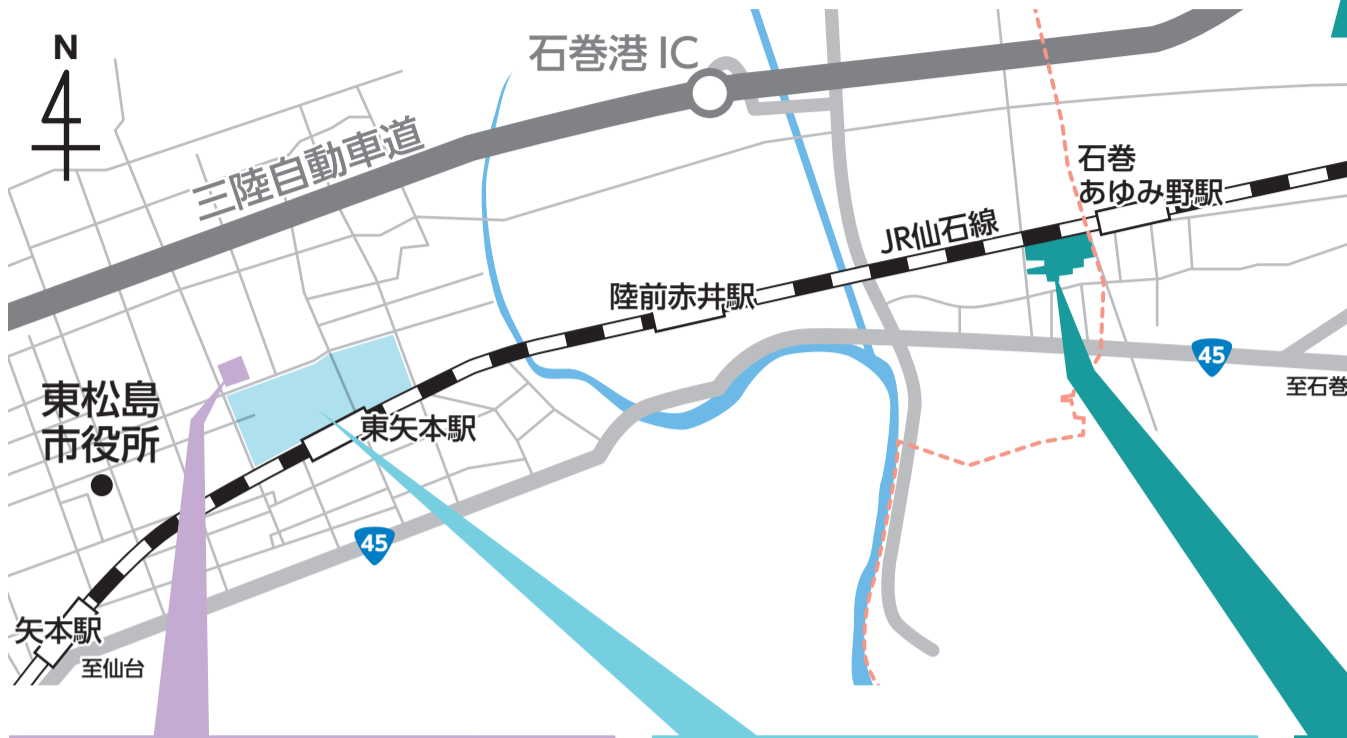 N
石巻港 IC
三陸自動車道
石巻
あゆみ野駅
JR仙石線
陸前赤井駅
45
至石巻
東松島
市役所
東矢本駅
45
矢本駅
至仙台